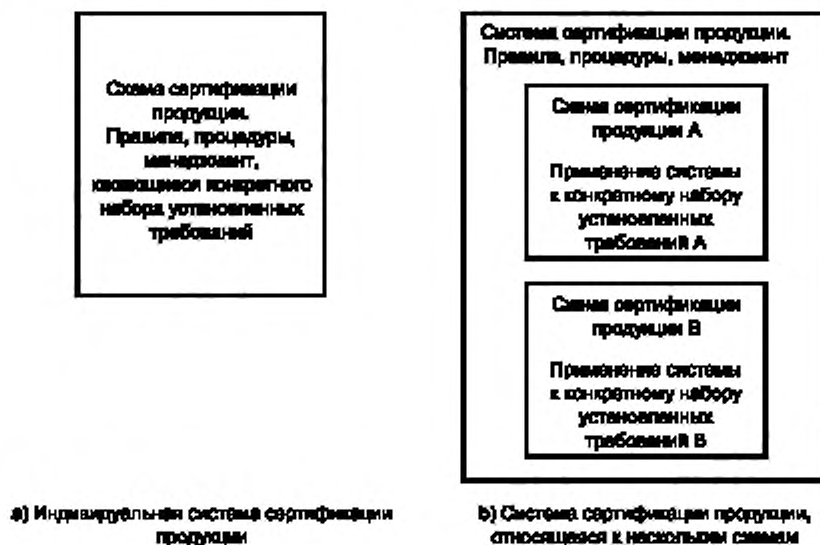 Схема сертификации
продукции.
Правила, процедуры,
менеджмент,
касающиеся конкретного
набора установленных
требований
Система сертификации продукции.
Правила, процедуры, менеджмент
Схема сертификации
продукции А
Применение системы
к конкретному набору
установленных
требований А
Схема сертификации
продукции В
Применение системы
к конкретному набору
установленных
требований В
a) Индивидуальная система сертификации
продукции
b) Система сертификации продукции,
относящаяся к нескольким схемам